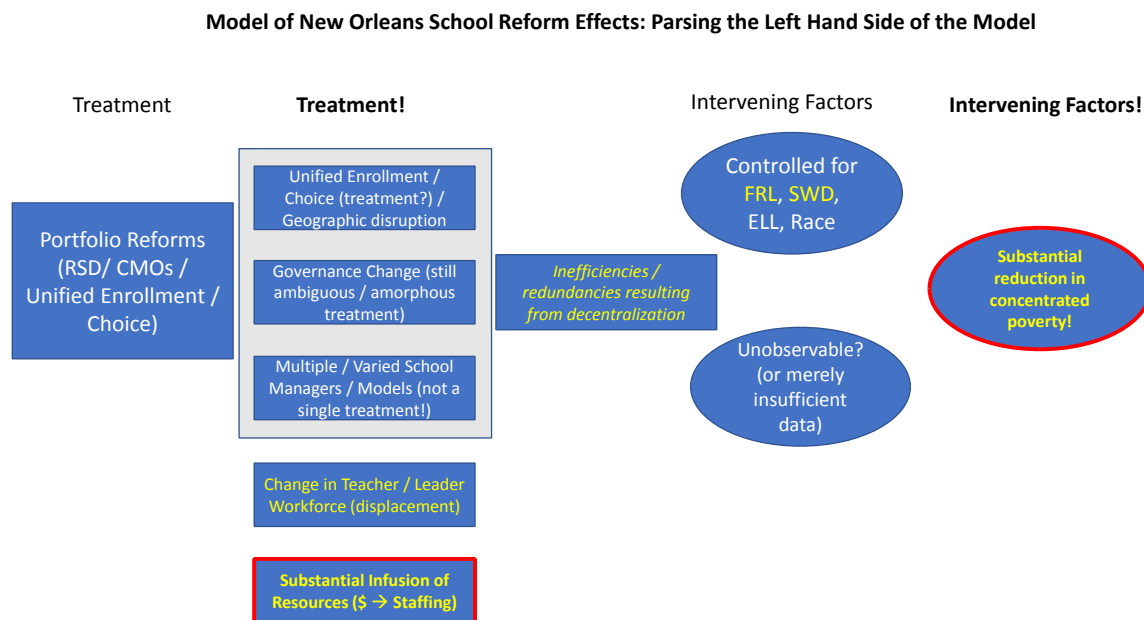 Model of New Orleans School Reform Effects: Parsing the Left Hand Side of the Model
Treatment
Treatment!
Intervening Factors
Intervening Factors!
Portfolio Reforms
(RSD/ CMOs /
Unified Enrollment /
Choice)
Unified Enrollment /
Choice (treatment?) /
Geographic disruption
Governance Change (still
ambiguous / amorphous
treatment)
Multiple / Varied School
Managers / Models (not a
single treatment!)
Change in Teacher / Leader
Workforce (displacement)
Substantial Infusion of
Resources ($ → Staffing)
Inefficiencies /
redundancies resulting
from decentralization
Controlled for
FRL, SWD,
ELL, Race
Unobservable?
(or merely
insufficient
data)
Substantial
reduction in
concentrated
poverty!